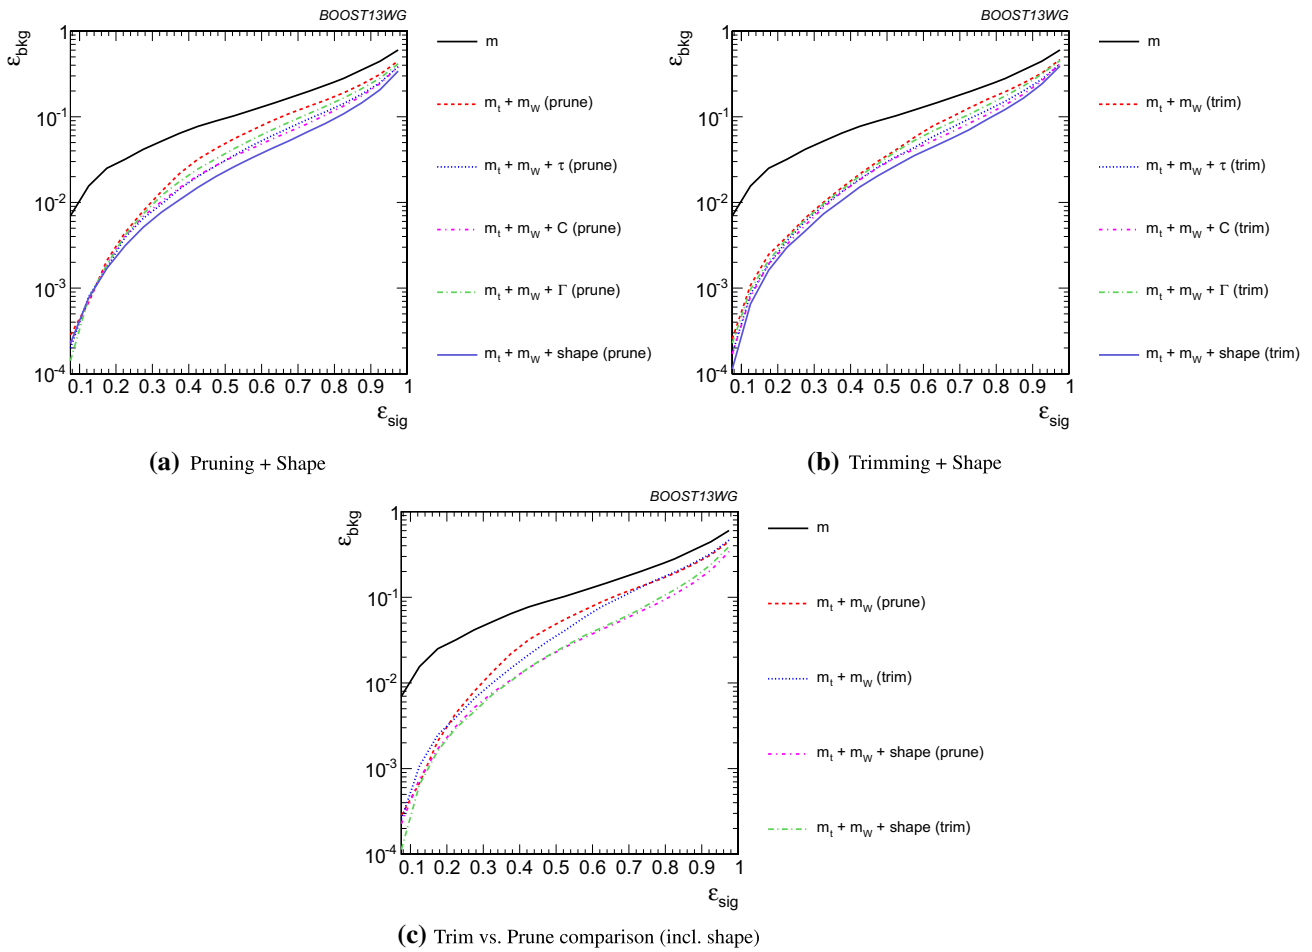 BOOST13WG
ε_bkg
1
10⁻¹
10⁻²
10⁻³
10⁻⁴
0.1 0.2 0.3 0.4 0.5 0.6 0.7 0.8 0.9 1
ε_sig
m
m_t + m_W (prune)
m_t + m_W + τ (prune)
m_t + m_W + C (prune)
m_t + m_W + Γ (prune)
m_t + m_W + shape (prune)
(a) Pruning + Shape
BOOST13WG
ε_bkg
1
10⁻¹
10⁻²
10⁻³
10⁻⁴
0.1 0.2 0.3 0.4 0.5 0.6 0.7 0.8 0.9 1
ε_sig
m
m_t + m_W (trim)
m_t + m_W + τ (trim)
m_t + m_W + C (trim)
m_t + m_W + Γ (trim)
m_t + m_W + shape (trim)
(b) Trimming + Shape
BOOST13WG
ε_bkg
1
10⁻¹
10⁻²
10⁻³
10⁻⁴
0.1 0.2 0.3 0.4 0.5 0.6 0.7 0.8 0.9 1
ε_sig
m
m_t + m_W (prune)
m_t + m_W (trim)
m_t + m_W + shape (prune)
m_t + m_W + shape (trim)
(c) Trim vs. Prune comparison (incl. shape)